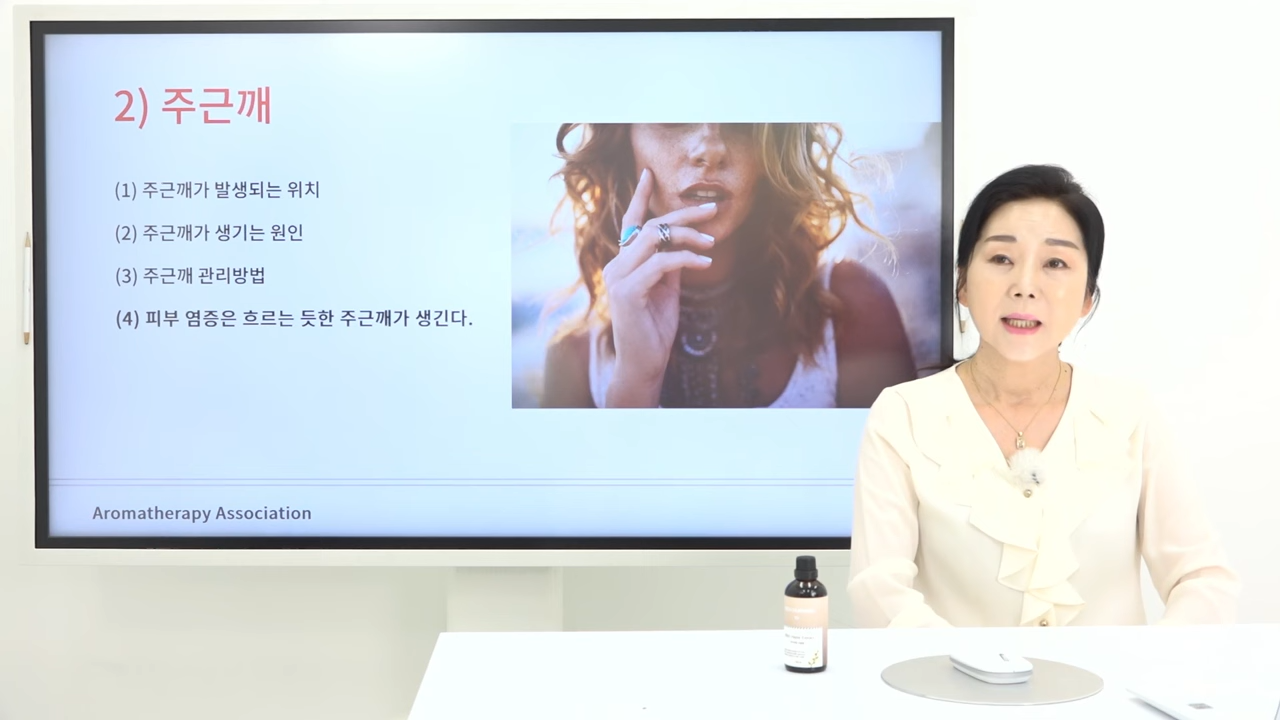 2) 주근깨
(1) 주근깨가 발생되는 위치
(2) 주근깨가 생기는 원인
(3) 주근깨 관리방법
(4) 피부 염증은 흐르는 듯한 주근깨가 생긴다.
Aromatherapy Association